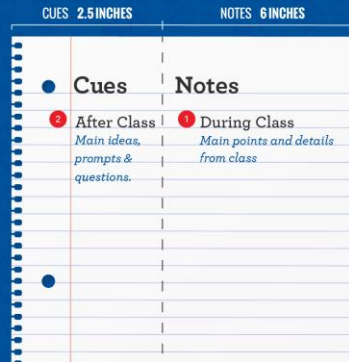 CUES 2.5 INCHES NOTES 6 INCHES
Cues Notes
2 After Class
Main ideas,
prompts &
questions.
1 During Class
Main points and details
from class